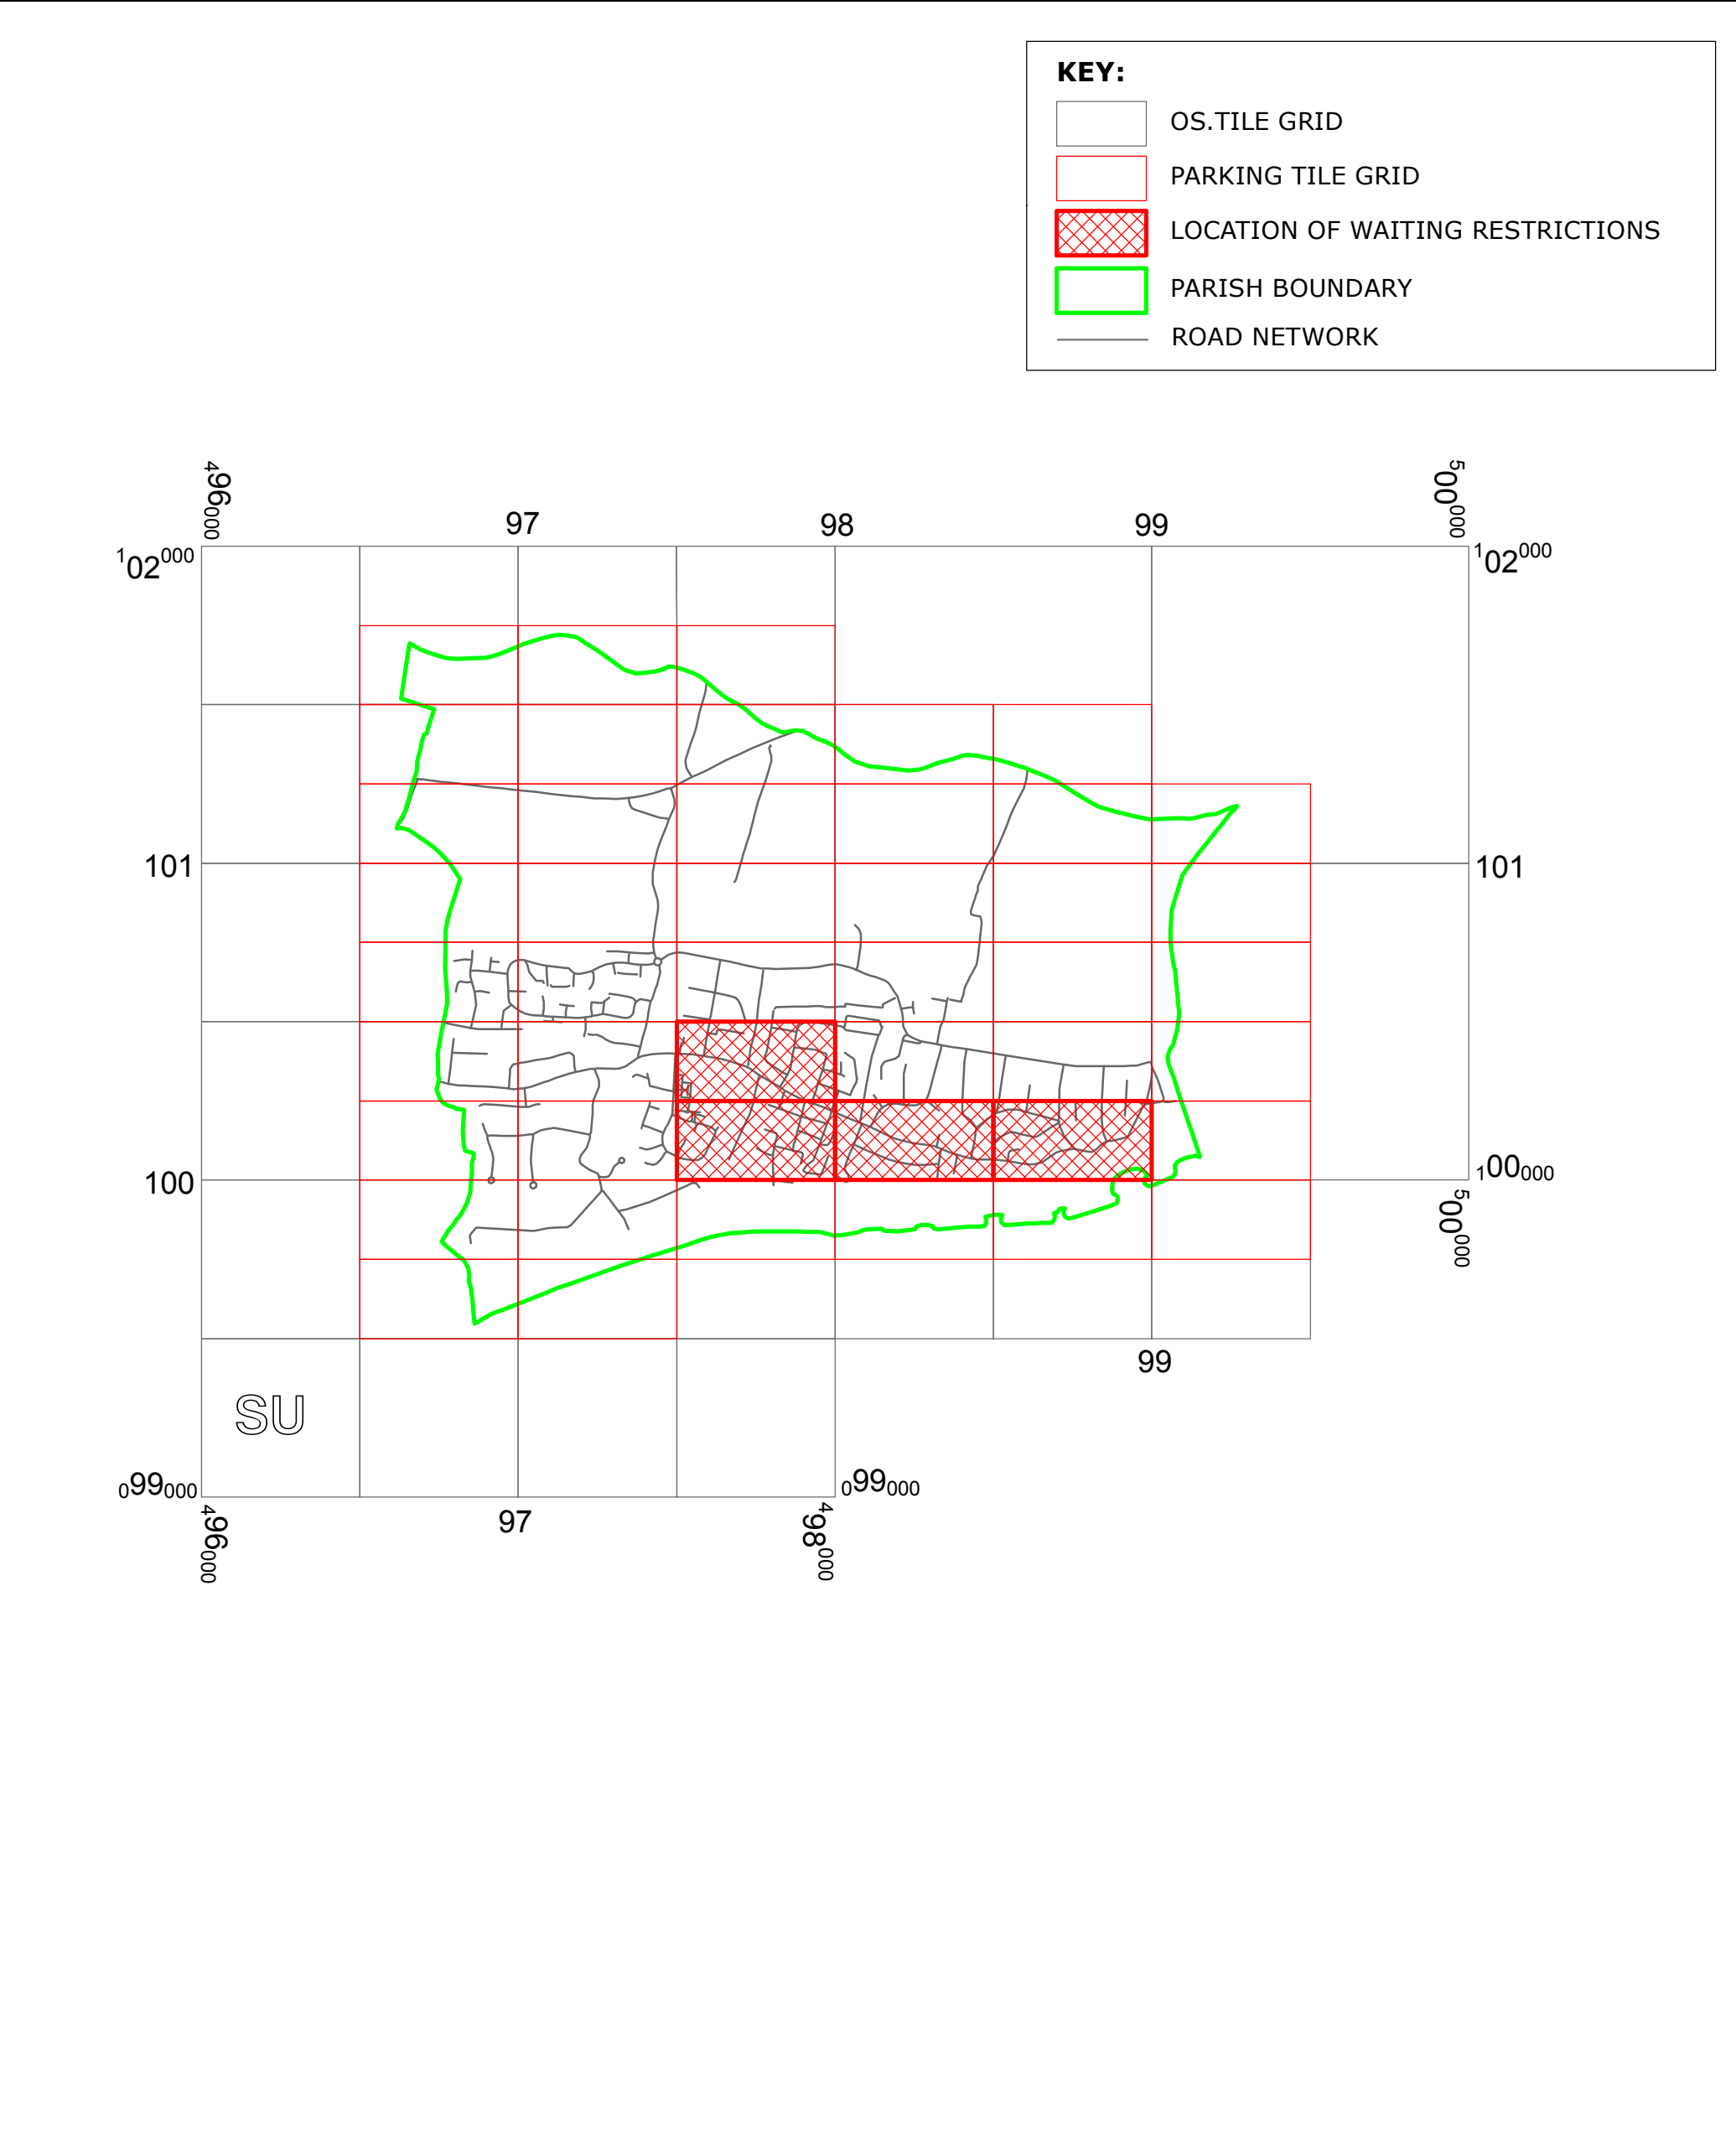 KEY:
OS.TILE GRID
PARKING TILE GRID
LOCATION OF WAITING RESTRICTIONS
PARISH BOUNDARY
ROAD NETWORK
496000
97
98
99
500000
102000
102000
101
101
100
100000
500000
99
SU
099000
099000
496000
97
498000